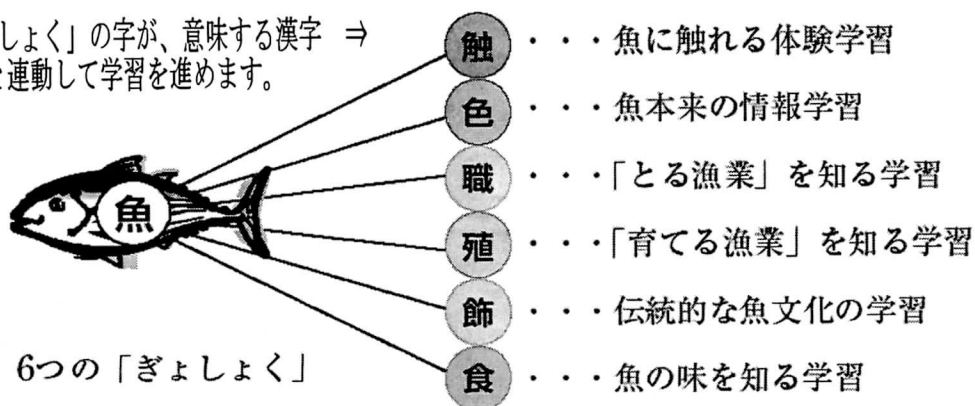 しょく」の字が、意味する漢字 ⇒
連動して学習を進めます。
触・・・魚に触れる体験学習
色・・・魚本来の情報学習
職・・・「とる漁業」を知る学習
殖・・・「育てる漁業」を知る学習
飾・・・伝統的な魚文化の学習
食・・・魚の味を知る学習
魚
6つの「ぎょしょく」